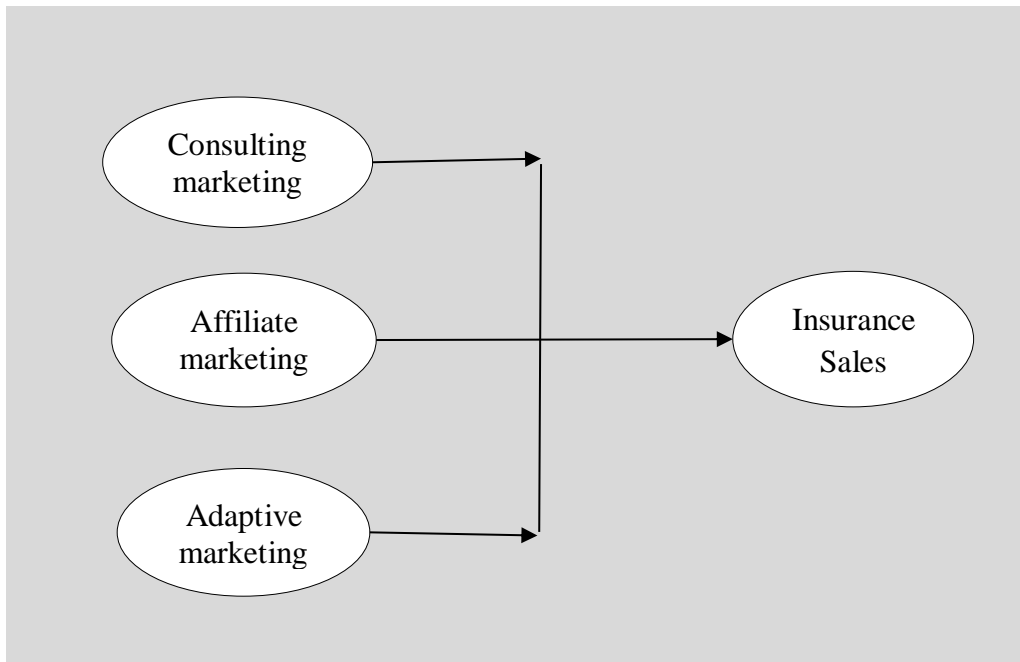 Consulting
marketing
Affiliate
marketing
Insurance
Sales
Adaptive
marketing